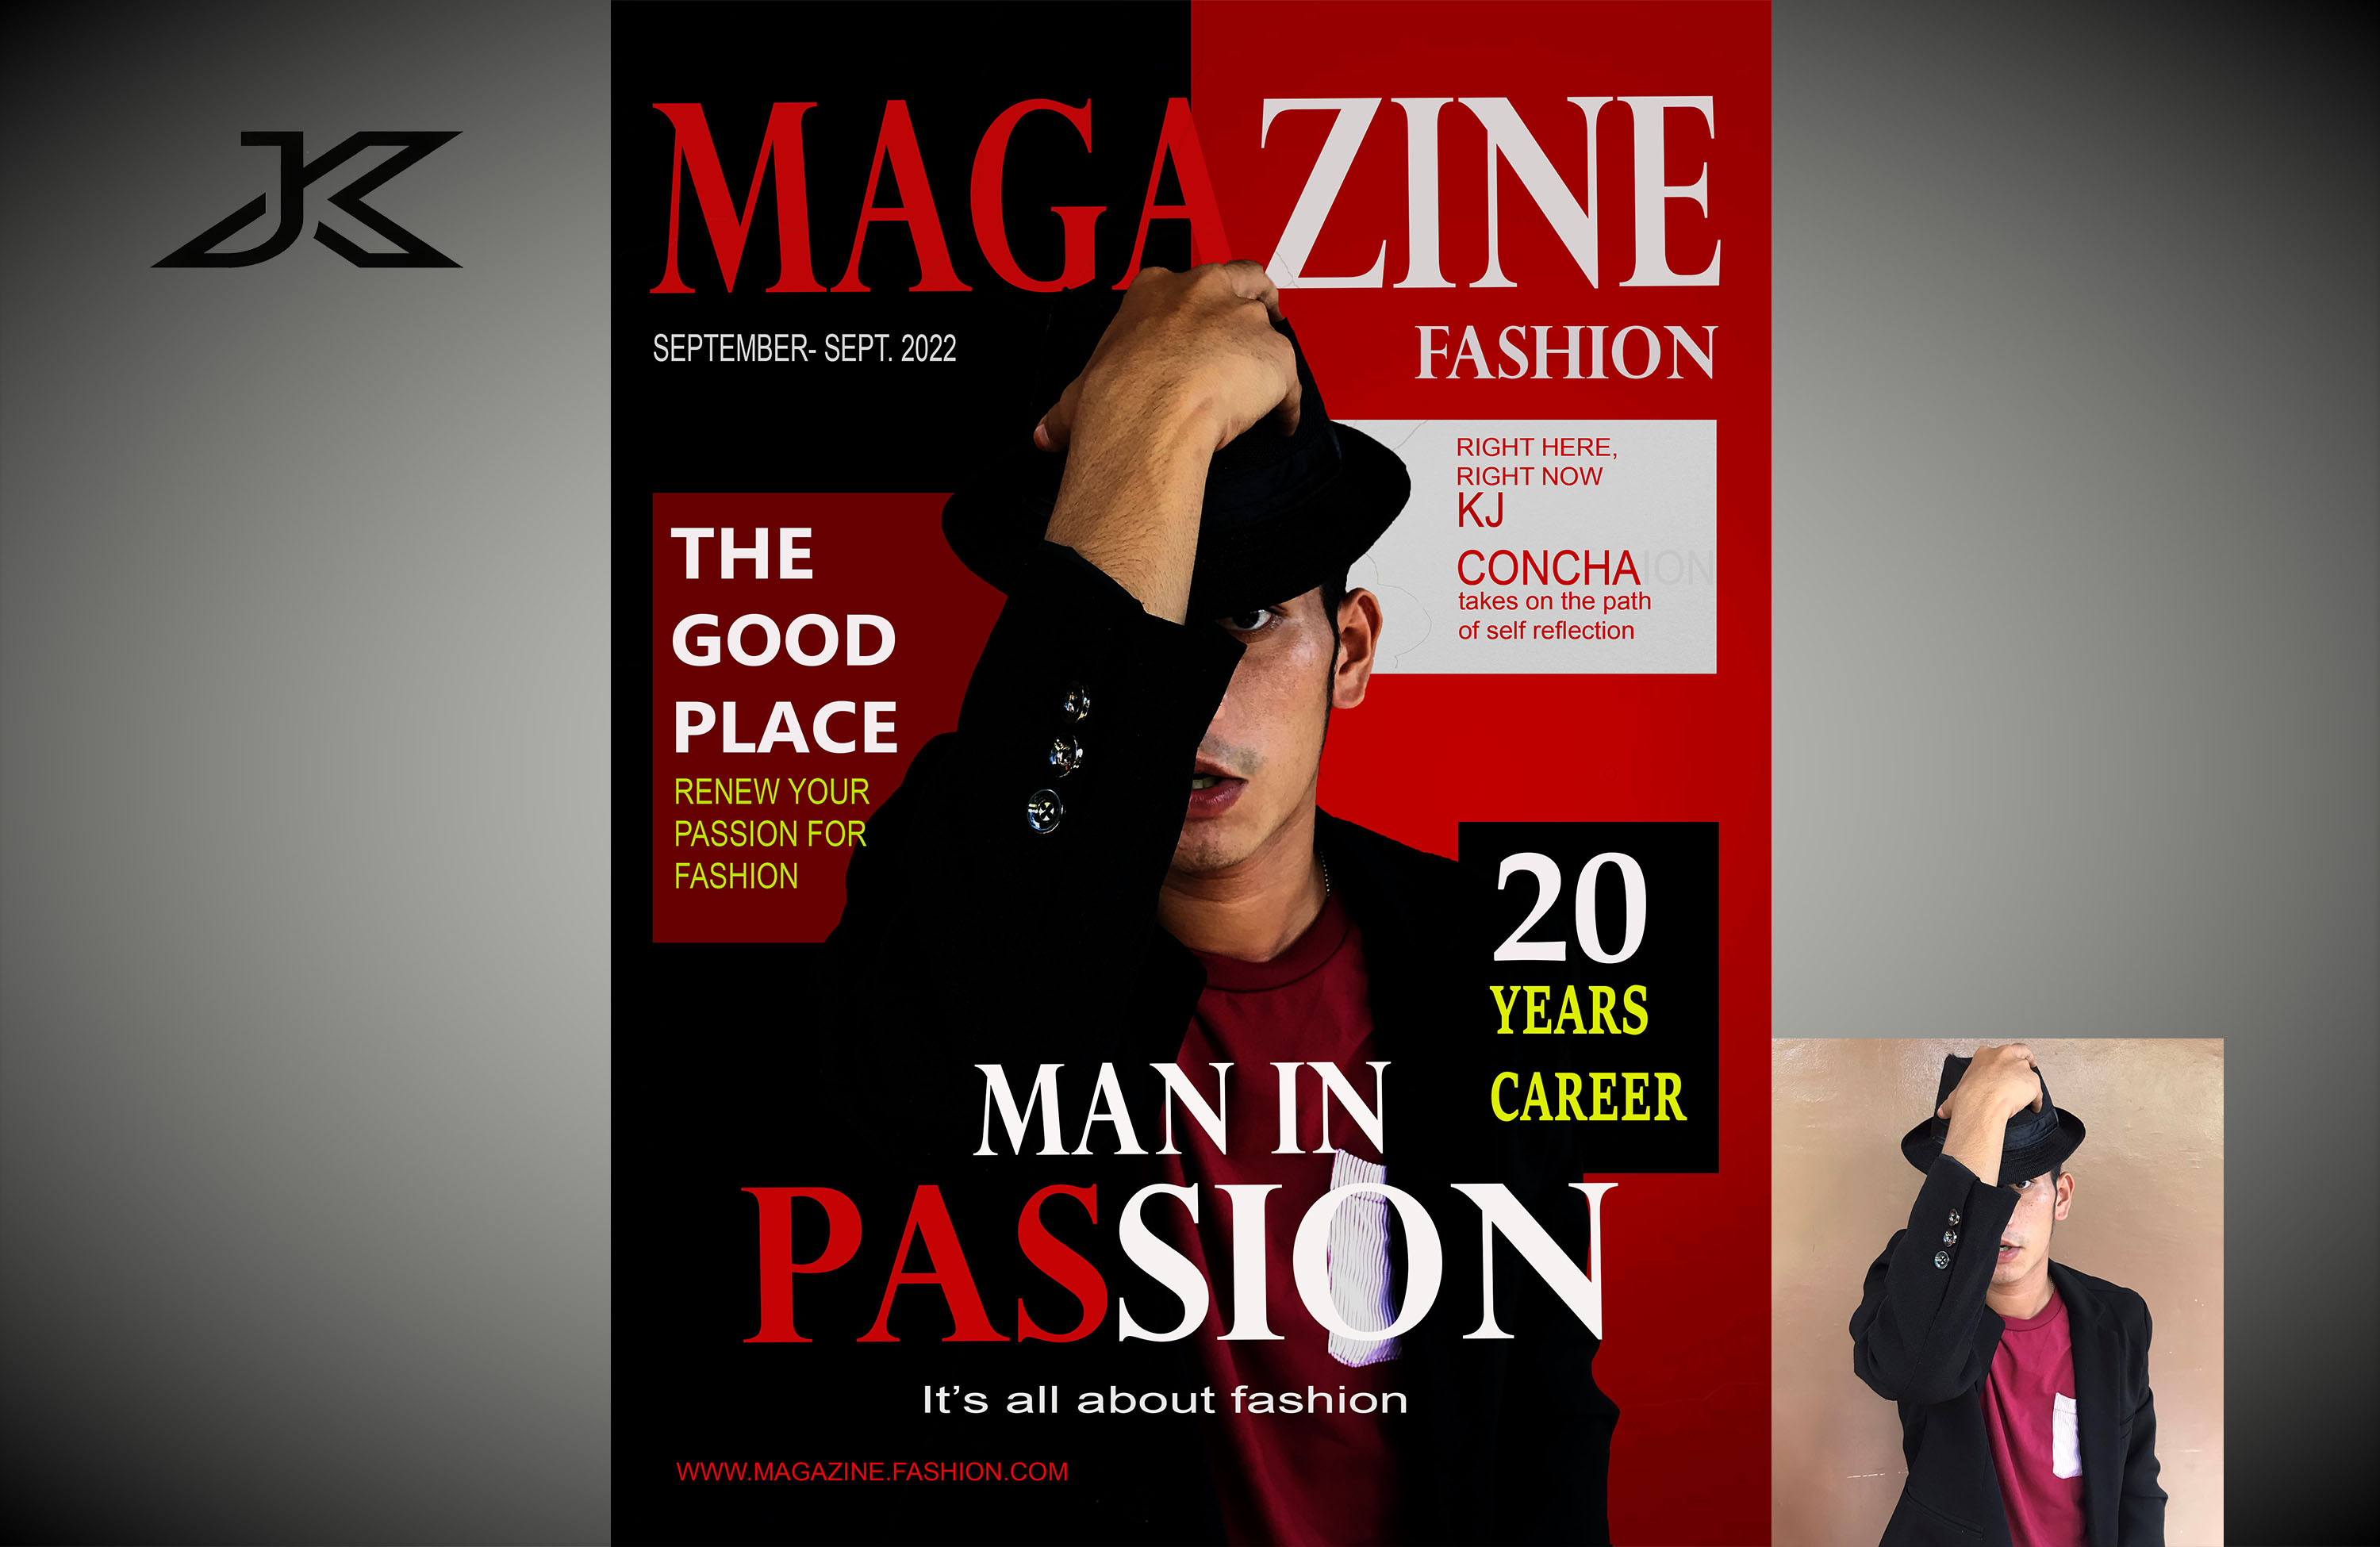 JK
MAGAZINE
SEPTEMBER- SEPT. 2022
FASHION
RIGHT HERE,
RIGHT NOW
KJ
CONCHAION
takes on the path
of self reflection
THE
GOOD
PLACE
RENEW YOUR
PASSION FOR
FASHION
20
YEARS
CAREER
MAN IN
PASSION
It's all about fashion
WWW.MAGAZINE.FASHION.COM